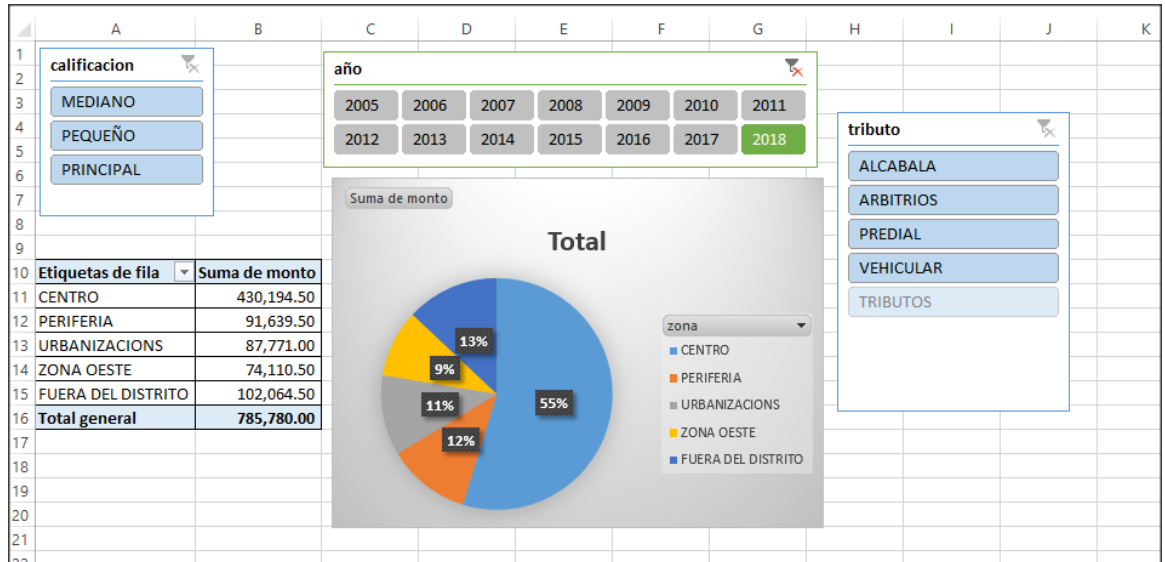 A B C D E F G H I J K
1
2
3
4
5
6
7
8
9
10
11
12
13
14
15
16
17
18
19
20
21
calificacion
MEDIANO
PEQUEÑO
PRINCIPAL
año
2005 2006 2007 2008 2009 2010 2011
2012 2013 2014 2015 2016 2017 2018
tributo
ALCABALA
ARBITRIOS
PREDIAL
VEHICULAR
TRIBUTOS
Etiquetas de fila Suma de monto
CENTRO 430,194.50
PERIFERIA 91,639.50
URBANIZACIONS 87,771.00
ZONA OESTE 74,110.50
FUERA DEL DISTRITO 102,064.50
Total general 785,780.00
Suma de monto
Total
13%
9%
11%
12%
55%
zona
CENTRO
PERIFERIA
URBANIZACIONS
ZONA OESTE
FUERA DEL DISTRITO